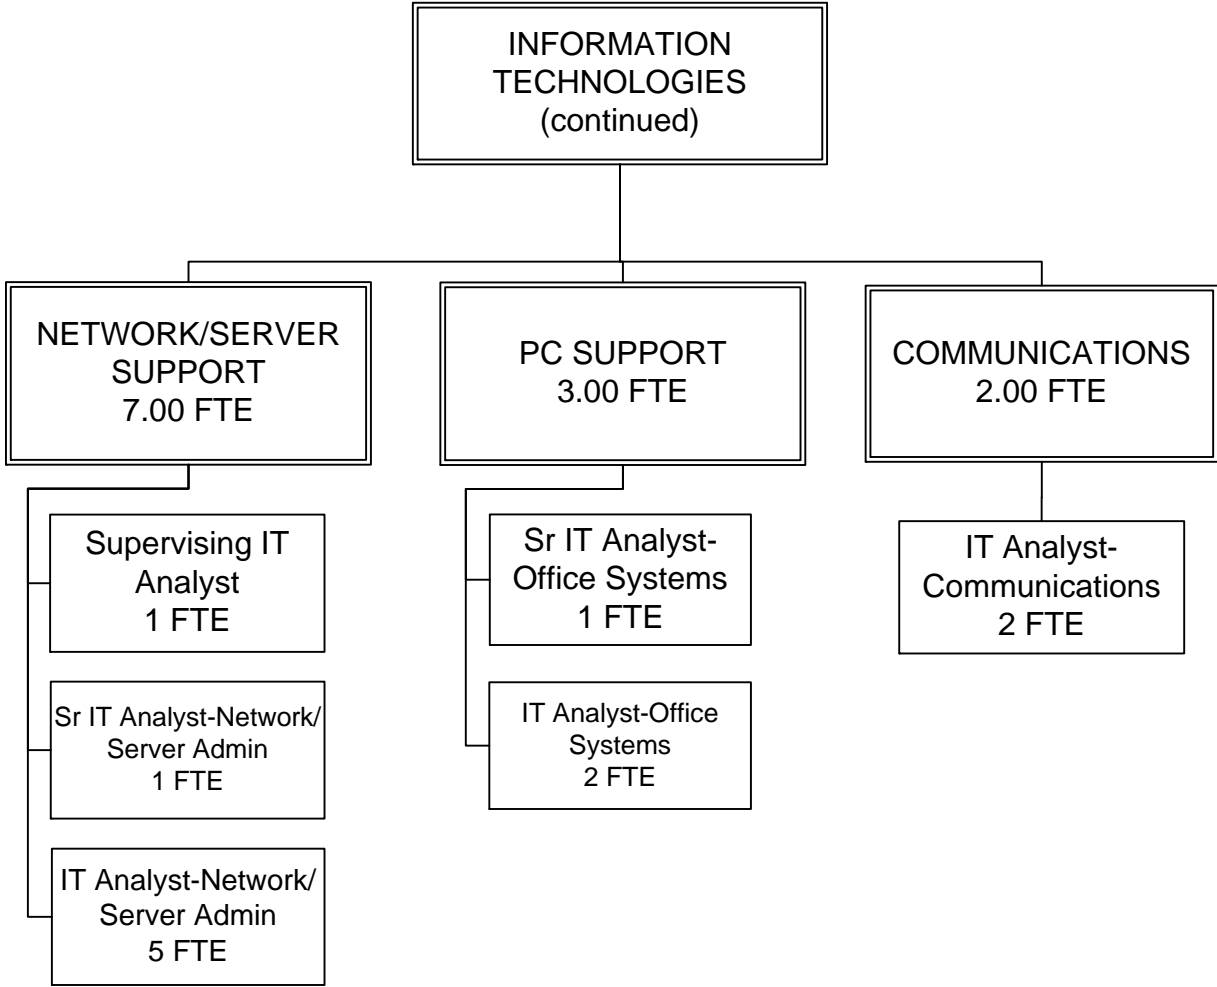 INFORMATION
TECHNOLOGIES
(continued)
NETWORK/SERVER
SUPPORT
7.00 FTE
PC SUPPORT
3.00 FTE
COMMUNICATIONS
2.00 FTE
Supervising IT
Analyst
1 FTE
Sr IT Analyst-Network/
Server Admin
1 FTE
IT Analyst-Network/
Server Admin
5 FTE
Sr IT Analyst-
Office Systems
1 FTE
IT Analyst-Office
Systems
2 FTE
IT Analyst-
Communications
2 FTE